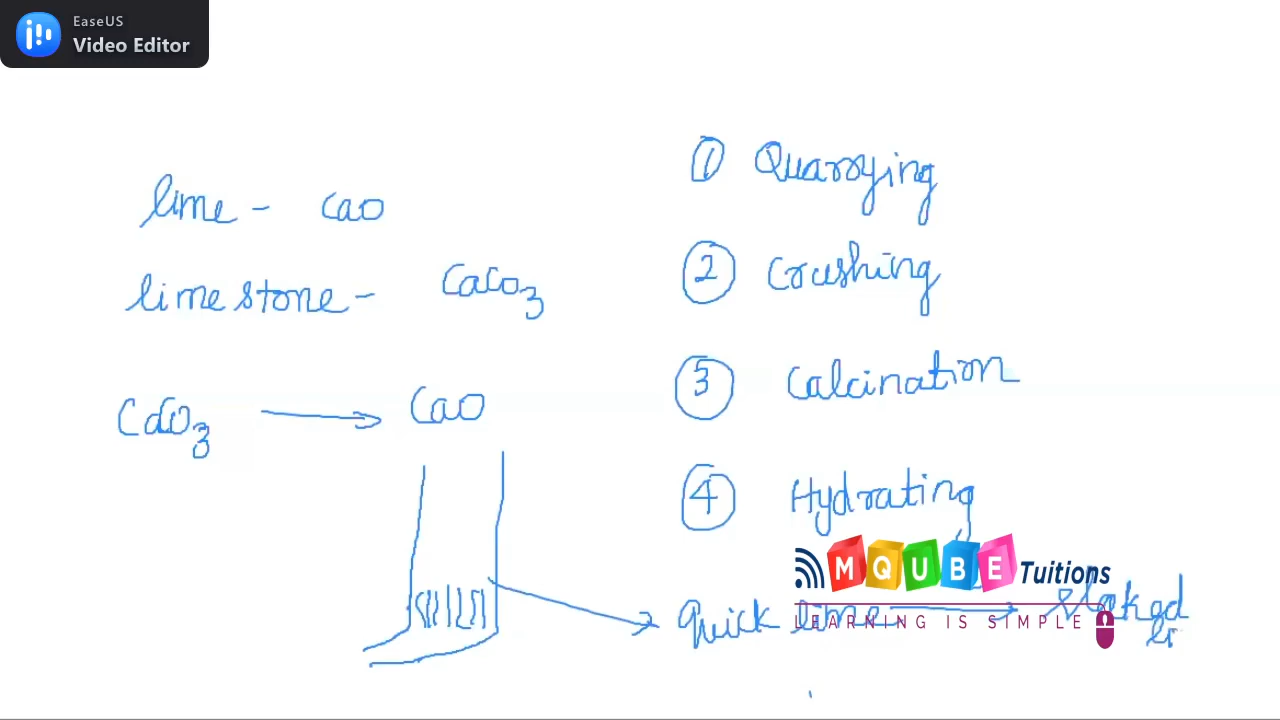 EaseUS
Video Editor
lime - CaO
limestone - CaCO3
CaCO3 → CaO
① Quarrying
② Crushing
③ Calcination
④ Hydrating
MQUBE Tuitions
LEARNING IS SIMPLE
Quick lime → slaked
li